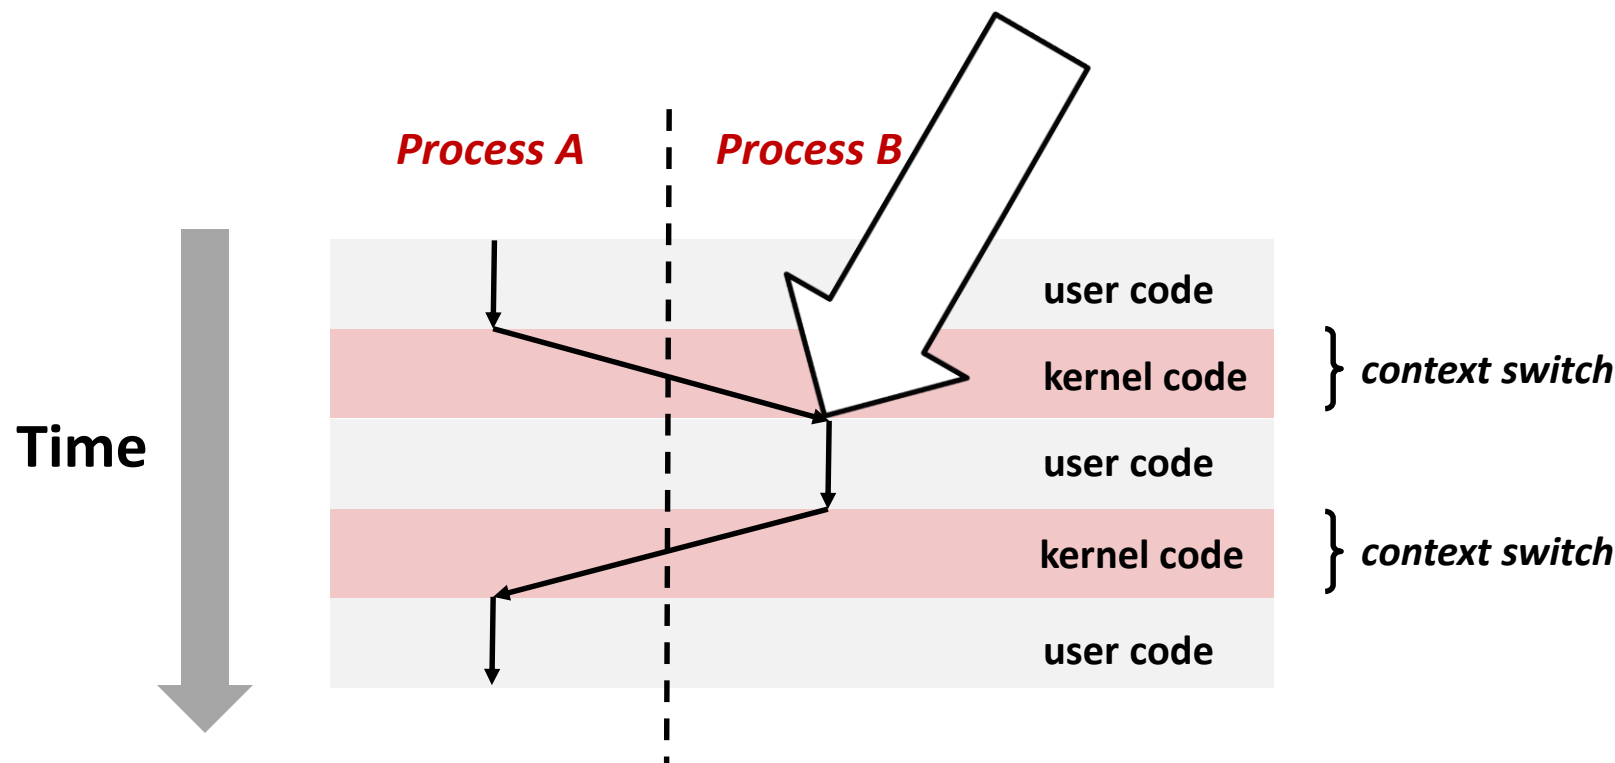 Process A
Process B
user code
kernel code
context switch
Time
user code
kernel code
context switch
user code